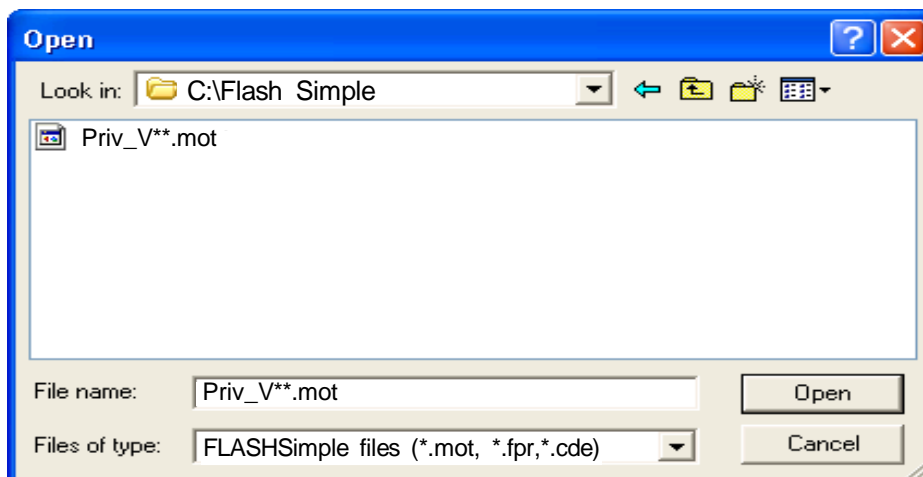 Open
Look in: C:\Flash Simple
Priv_V**.mot
File name: Priv_V**.mot Open
Files of type: FLASHSimple files (*.mot, *.fpr,*.cde) Cancel